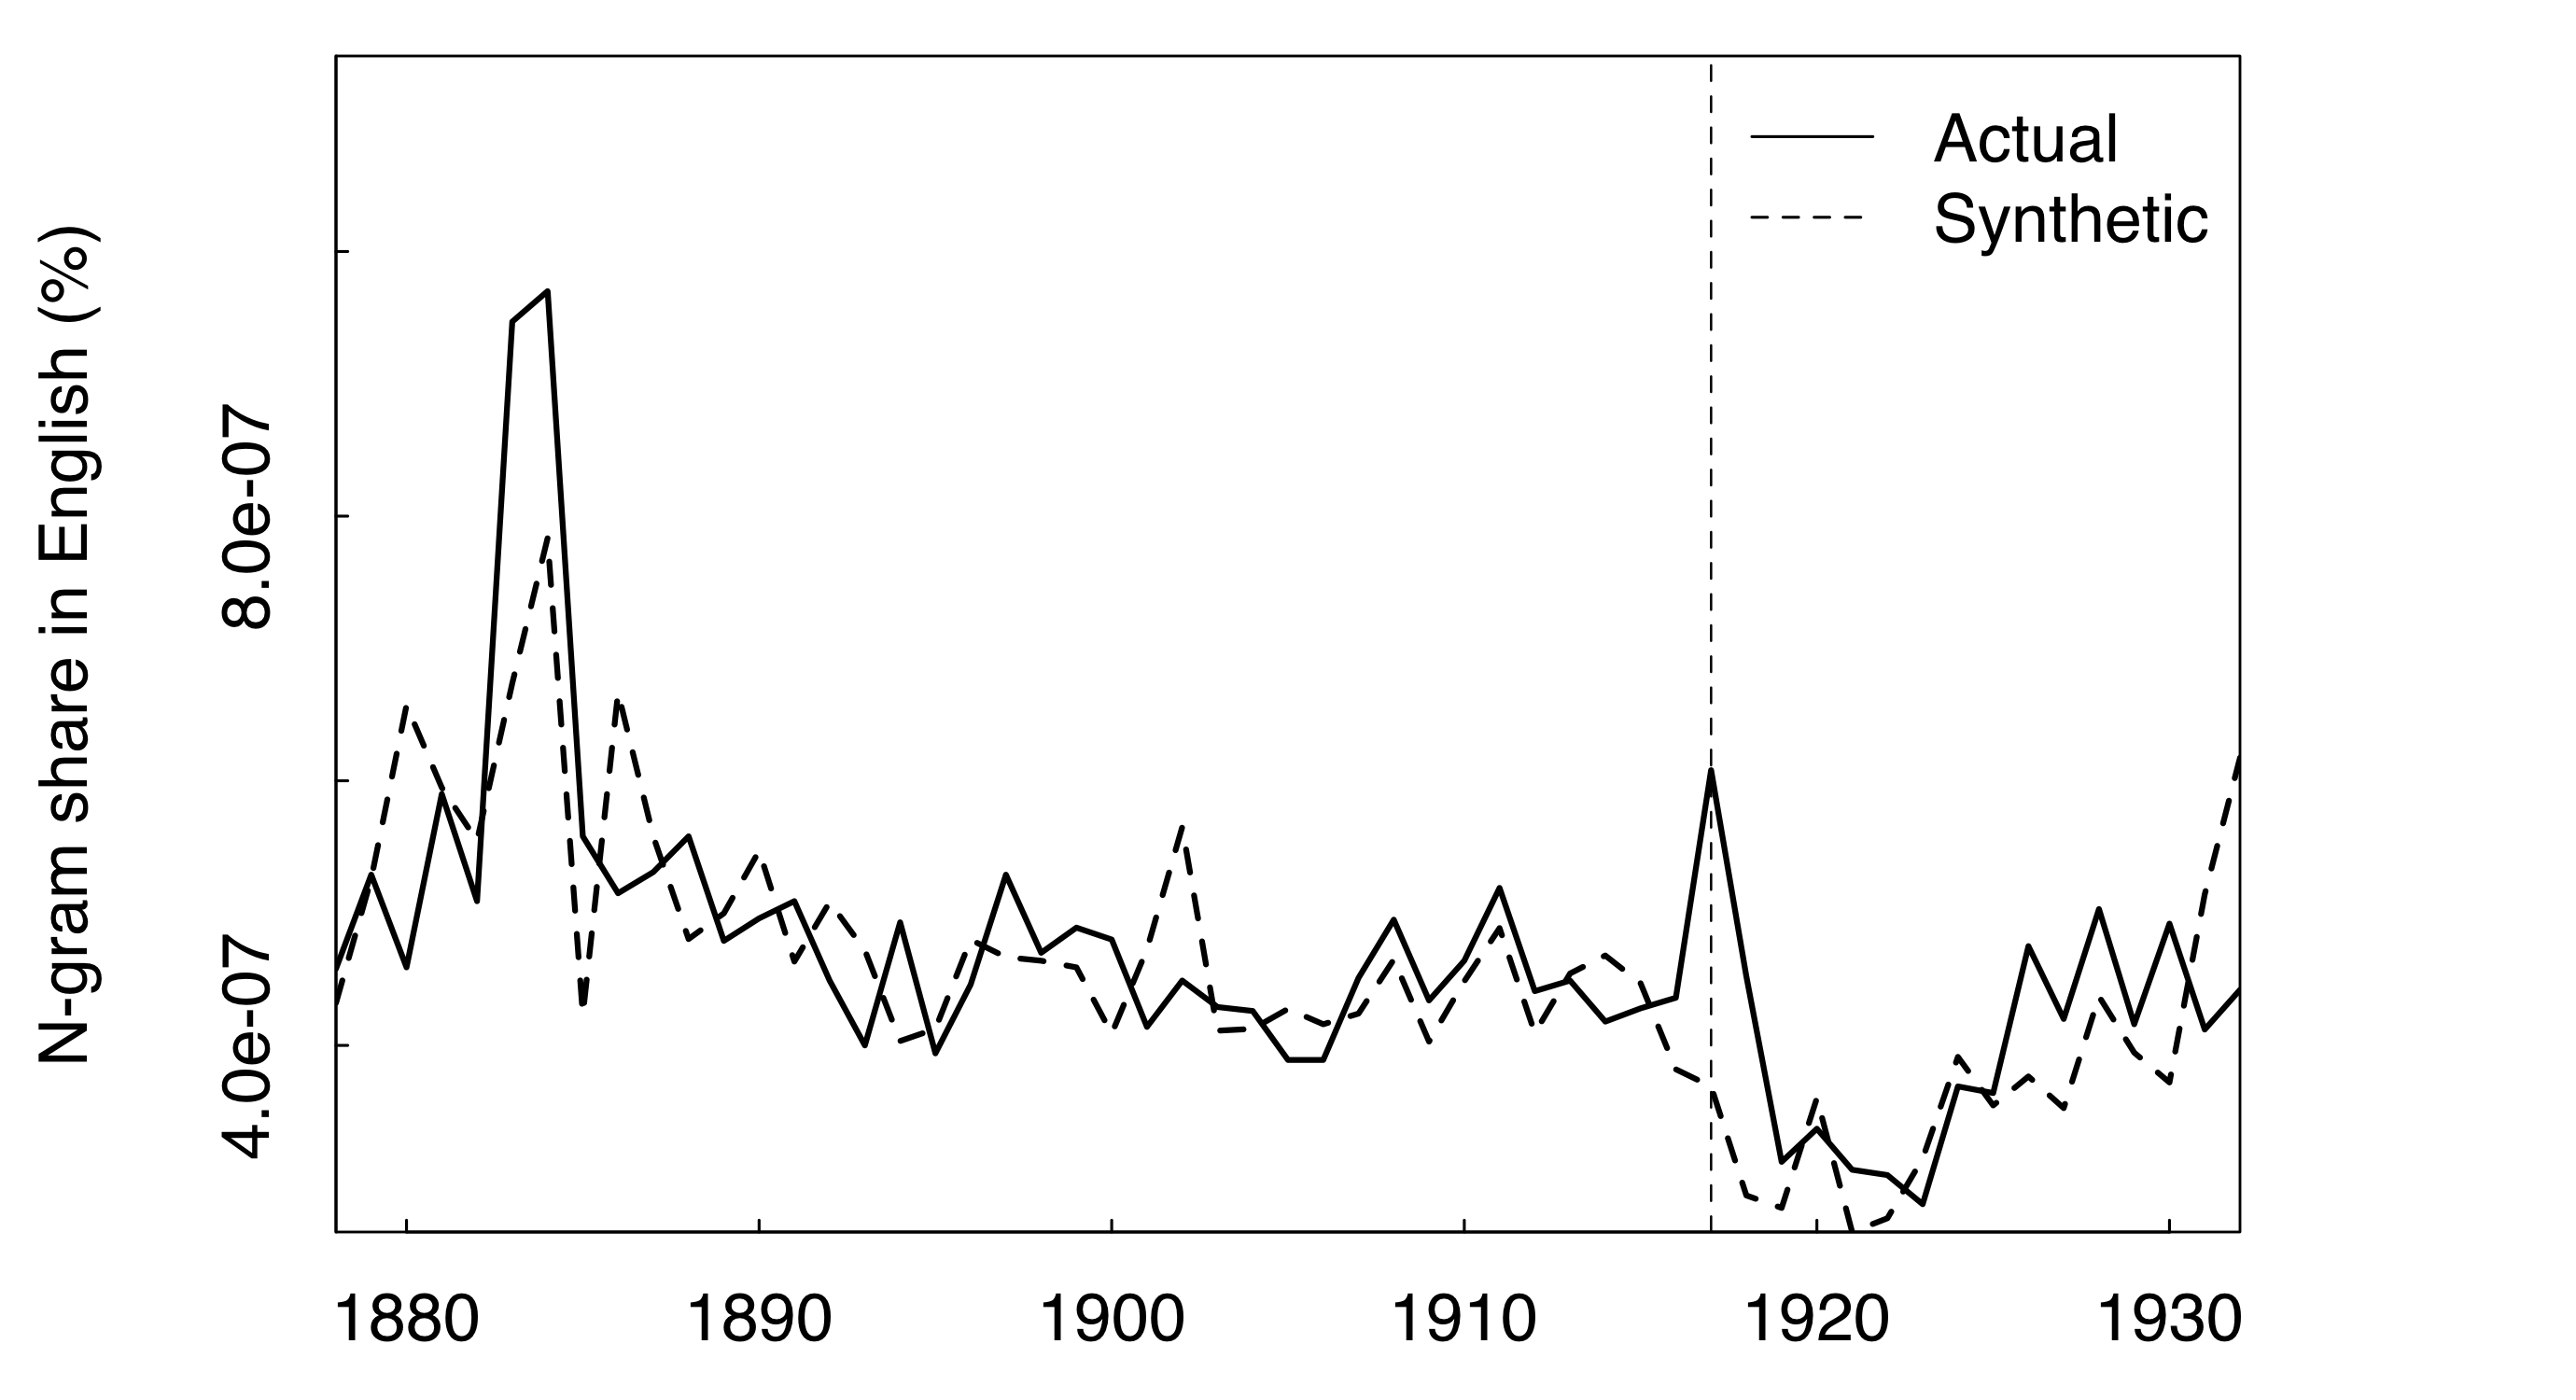 N-gram share in English (%)
8.0e-07
4.0e-07
Actual
Synthetic
1880 1890 1900 1910 1920 1930